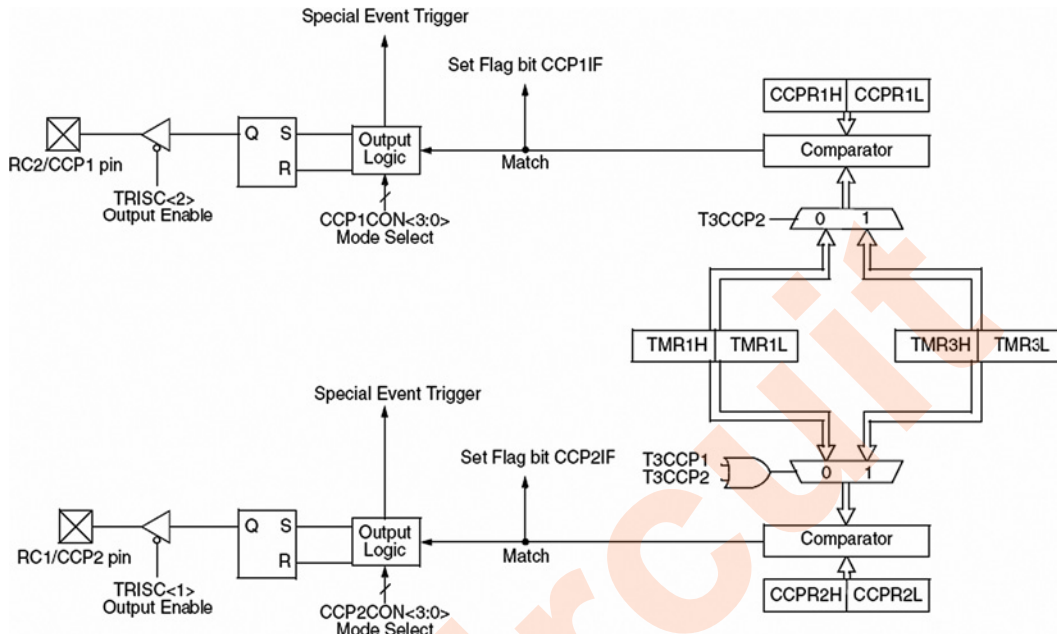 Special Event Trigger
Set Flag bit CCP1IF
CCPR1H CCPR1L
Q S
R
Output
Logic
Comparator
RC2/CCP1 pin
Match
TRISC<2>
Output Enable
CCP1CON<3:0>
Mode Select
T3CCP2
0 1
TMR1H TMR1L
TMR3H TMR3L
Special Event Trigger
Set Flag bit CCP2IF
T3CCP1
T3CCP2
0 1
Q S
R
Output
Logic
Comparator
RC1/CCP2 pin
Match
TRISC<1>
Output Enable
CCP2CON<3:0>
Mode Select
CCPR2H CCPR2L
rcuit